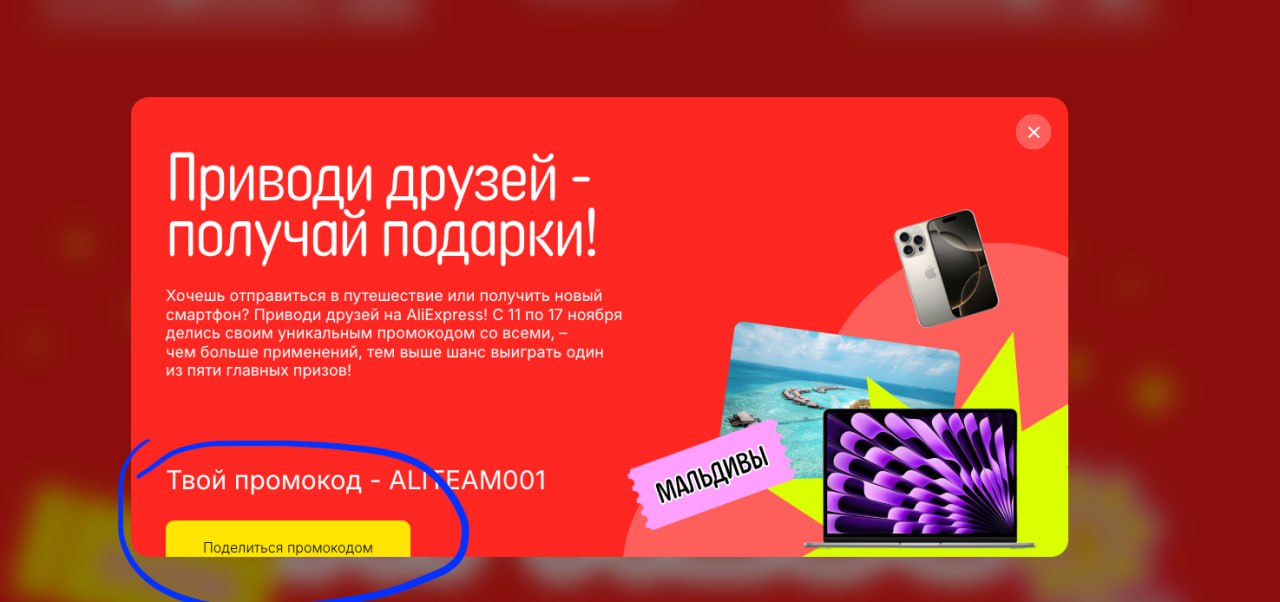 Приводи друзей -
получай подарки!
Хочешь отправиться в путешествие или получить новый
смартфон? Приводи друзей на AliExpress! С 11 по 17 ноября
делись своим уникальным промокодом со всеми, –
чем больше применений, тем выше шанс выиграть один
из пяти главных призов!
МАЛЬДИВЫ
Твой промокод - ALITEAM001
Поделиться промокодом